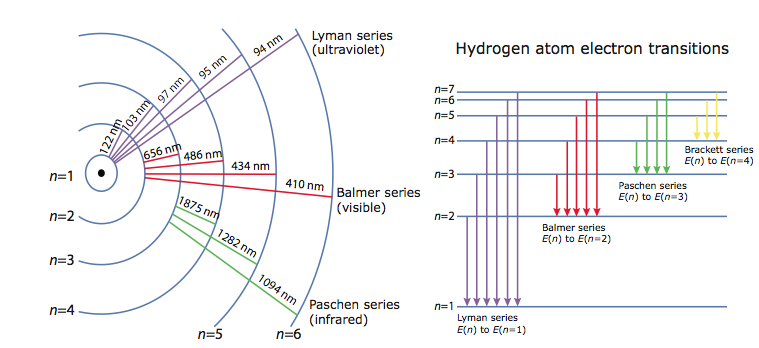 Lyman series
(ultraviolet)
94 nm
95 nm
97 nm
103 nm
122 nm
656 nm
486 nm
434 nm
410 nm
Balmer series
(visible)
1875 nm
1282 nm
1094 nm
Paschen series
(infrared)
n=1
n=2
n=3
n=4
n=5
n=6
Hydrogen atom electron transitions
n=7
n=6
n=5
n=4
n=3
n=2
n=1
Brackett series
E(n) to E(n=4)
Paschen series
E(n) to E(n=3)
Balmer series
E(n) to E(n=2)
Lyman series
E(n) to E(n=1)